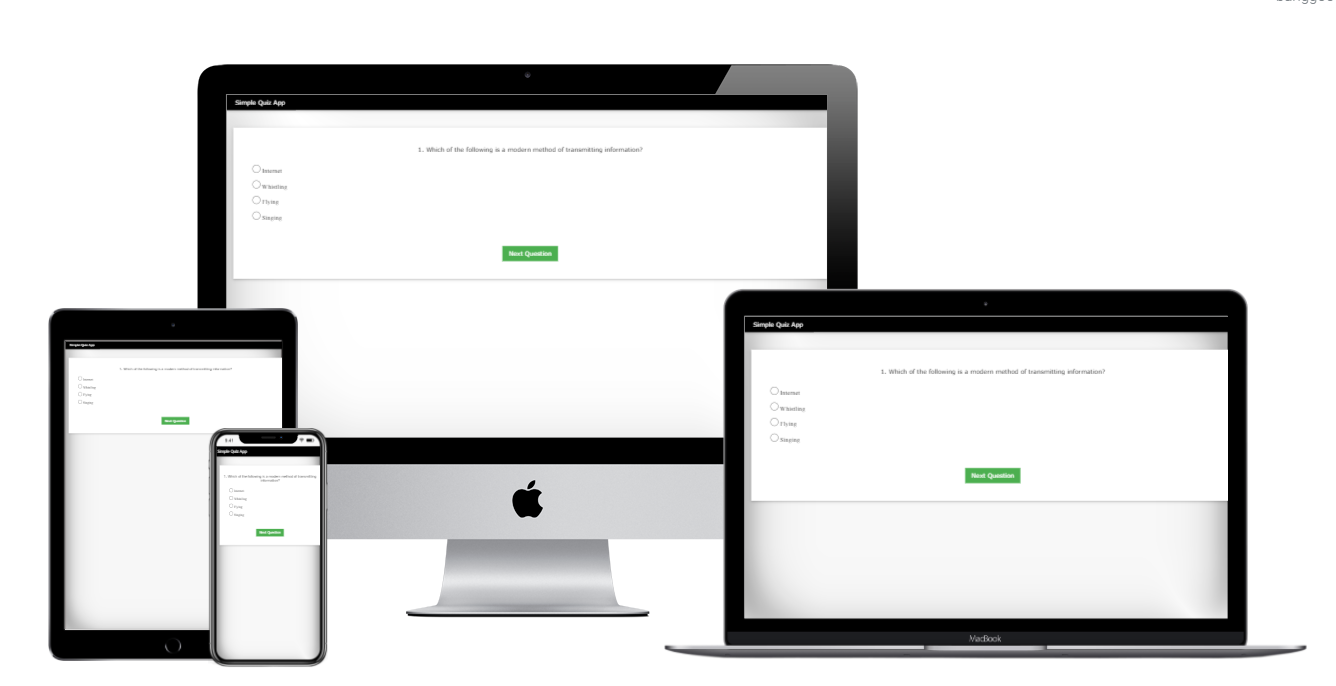 Simple Quiz App
1. Which of the following is a modern method of transmitting information?
Internet
Whistling
Flying
Singing
Next Question
Simple Quiz App
1. Which of the following is a modern method of transmitting information?
Internet
Whistling
Flying
Singing
Next Question
Simple Quiz App
1. Which of the following is a modern method of transmitting information?
Internet
Whistling
Flying
Singing
Next Question
5:41
Simple Quiz App
1. Which of the following is a modern method of transmitting
information?
Internet
Whistling
Flying
Singing
Next Question
MacBook